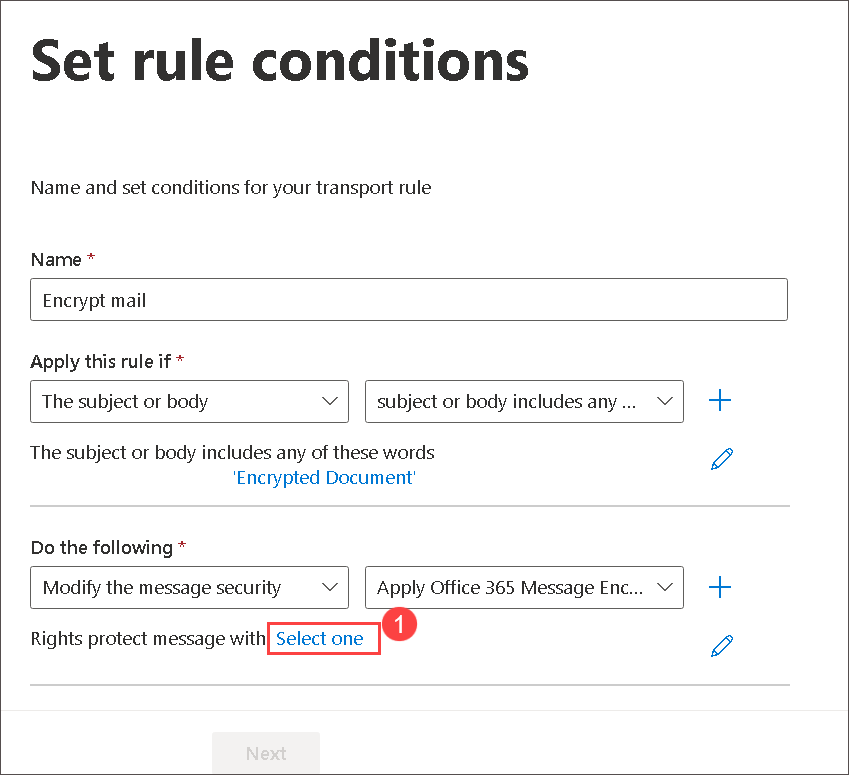 Set rule conditions
Name and set conditions for your transport rule
Name *
Encrypt mail
Apply this rule if *
The subject or body
subject or body includes any ...
The subject or body includes any of these words
'Encrypted Document'
Do the following *
Modify the message security
Apply Office 365 Message Enc...
Rights protect message with Select one
1
Next